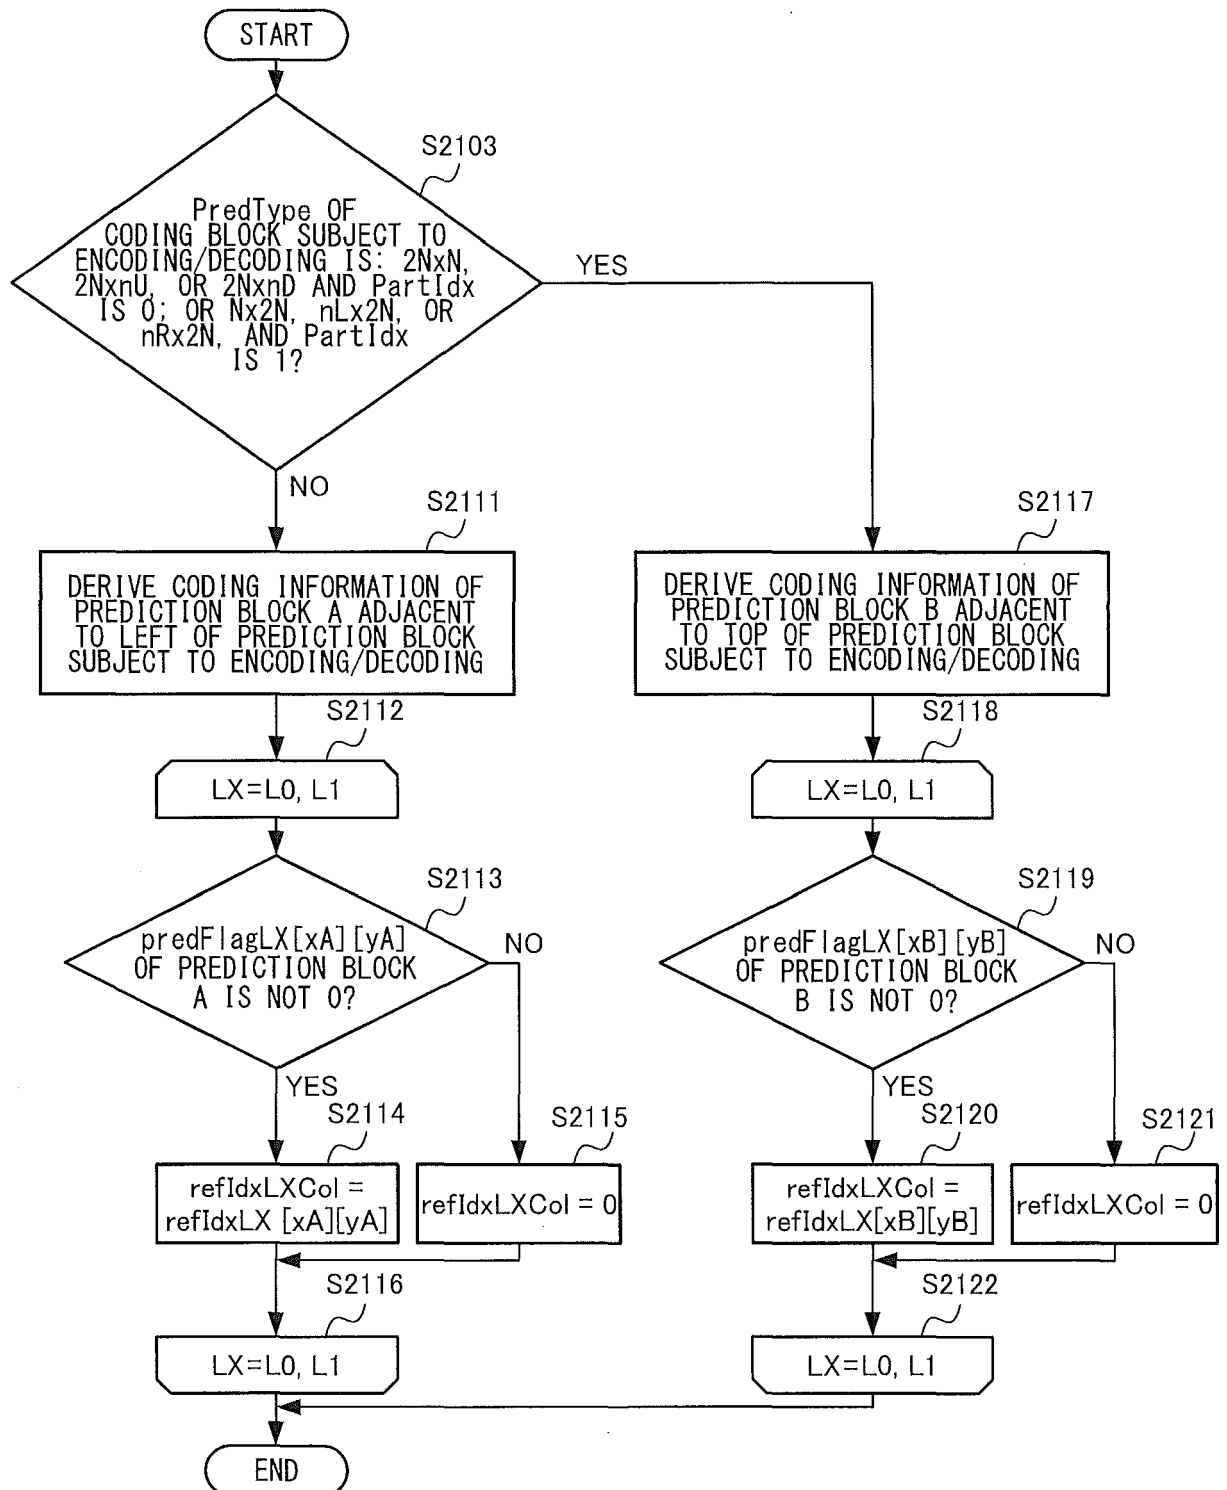 START
S2103
PredType OF
CODING BLOCK SUBJECT TO
ENCODING/DECODING IS: 2NxN,
2NxnU, OR 2NxnD AND PartIdx
IS 0; OR Nx2N, nLx2N, OR
nRx2N, AND PartIdx
IS 1?
YES
NO
S2111
DERIVE CODING INFORMATION OF
PREDICTION BLOCK A ADJACENT
TO LEFT OF PREDICTION BLOCK
SUBJECT TO ENCODING/DECODING
S2117
DERIVE CODING INFORMATION OF
PREDICTION BLOCK B ADJACENT
TO TOP OF PREDICTION BLOCK
SUBJECT TO ENCODING/DECODING
S2112
LX=L0, L1
S2118
LX=L0, L1
S2113
predFlagLX[xA][yA]
OF PREDICTION BLOCK
A IS NOT 0?
NO
YES
S2119
predFlagLX[xB][yB]
OF PREDICTION BLOCK
B IS NOT 0?
NO
YES
S2114
refIdxLXCol =
refIdxLX [xA][yA]
S2115
refIdxLXCol = 0
S2120
refIdxLXCol =
refIdxLX[xB][yB]
S2121
refIdxLXCol = 0
S2116
LX=L0, L1
S2122
LX=L0, L1
END